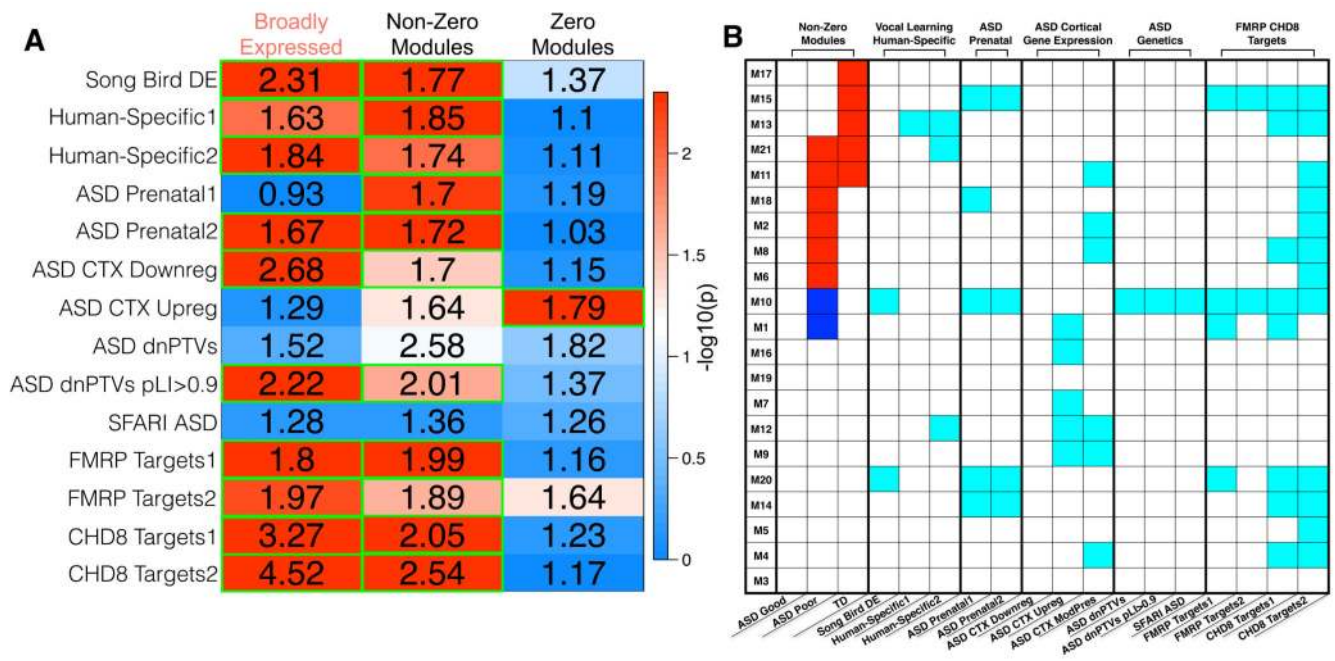 A
Broadly Expressed
Non-Zero Modules
Zero Modules
Song Bird DE 2.31 1.77 1.37
Human-Specific1 1.63 1.85 1.1
Human-Specific2 1.84 1.74 1.11
ASD Prenatal1 0.93 1.7 1.19
ASD Prenatal2 1.67 1.72 1.03
ASD CTX Downreg 2.68 1.7 1.15
ASD CTX Upreg 1.29 1.64 1.79
ASD dnPTVs 1.52 2.58 1.82
ASD dnPTVs pLI>0.9 2.22 2.01 1.37
SFARI ASD 1.28 1.36 1.26
FMRP Targets1 1.8 1.99 1.16
FMRP Targets2 1.97 1.89 1.64
CHD8 Targets1 3.27 2.05 1.23
CHD8 Targets2 4.52 2.54 1.17
2
1.5
1
0.5
0
-log10(p)
B
Non-Zero Modules
Vocal Learning Human-Specific
ASD Prenatal
ASD Cortical Gene Expression
ASD Genetics
FMRP CHD8 Targets
M17
M15
M13
M21
M11
M18
M2
M8
M6
M10
M1
M16
M19
M7
M12
M9
M20
M14
M5
M4
M3
ASD Good
ASD Poor
TD
Song Bird DE
Human-Specific1
Human-Specific2
ASD Prenatal1
ASD Prenatal2
ASD CTX Downreg
ASD CTX Upreg
ASD CTX ModPres
ASD dnPTVs
ASD dnPTVs pLI>0.9
SFARI ASD
FMRP Targets1
FMRP Targets2
CHD8 Targets1
CHD8 Targets2